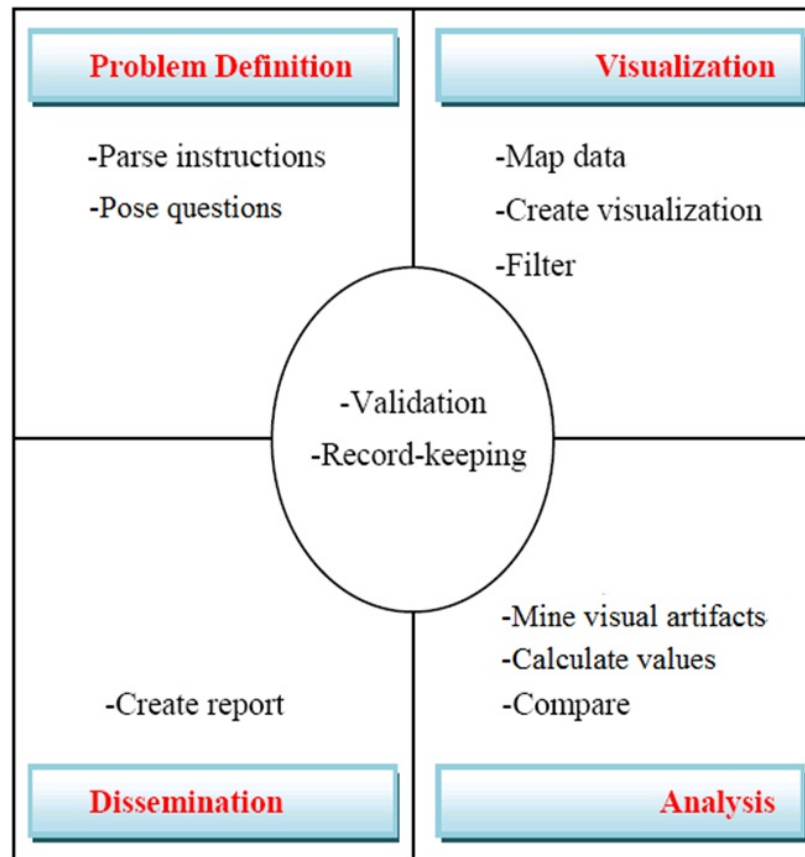 Problem Definition
-Parse instructions
-Pose questions
Visualization
-Map data
-Create visualization
-Filter
-Validation
-Record-keeping
-Create report
Dissemination
-Mine visual artifacts
-Calculate values
-Compare
Analysis